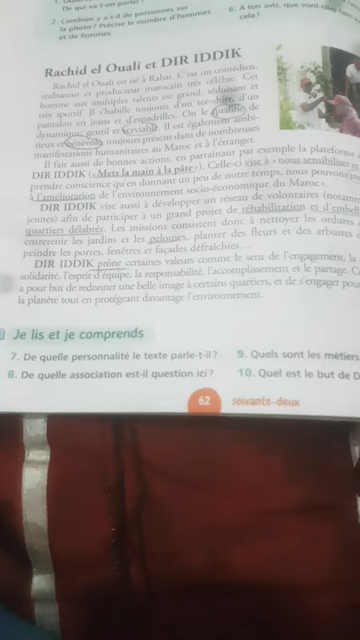 De qui va-t-on parler?
2. Combien y a-t-il de personnes sur
la photo? Précise le nombre d'hommes
et de femmes.
6. À ton avis, que vont-elles
cela?
Rachid el Ouali et DIR IDDIK
Rachid el Ouali est né à Rabat. C'est un comédien,
réalisateur et producteur marocain très célèbre. Cet
homme aux multiples talents est grand, séduisant et
très sportif. Il s'habille toujours d'un tee-shirt, d'un
pantalon en jeans et d'espadrilles. On le qualifie de
dynamique, gentil et serviable. Il est également ambi-
tieux et bénévole, toujours présent dans de nombreuses
manifestations humanitaires au Maroc et à l'étranger.
Il fait aussi de bonnes actions, en parrainant par exemple la plateforme
DIR IDDIK (« Mets la main à la pâte »). Celle-ci vise à « nous sensibiliser et
prendre conscience qu'en donnant un peu de notre temps, nous pouvons
à l'amélioration de l'environnement socio-économique du Maroc ».
DIR IDDIK vise aussi à développer un réseau de volontaires (notamm
jeunes) afin de participer à un grand projet de réhabilitation et d'embe
quartiers délabrés. Les missions consistent donc à nettoyer les ordures
entretenir les jardins et les pelouses, planter des fleurs et des arbustes
peindre les portes, fenêtres et façades défraîchies...
DIR IDDIK prône certaines valeurs comme le sens de l'engagement, la
solidarité, l'esprit d'équipe, la responsabilité, l'accomplissement et le partage.
a pour but de redonner une belle image à certains quartiers, et de s'engager pour
la planète tout en protégeant davantage l'environnement.
Je lis et je comprends
7. De quelle personnalité le texte parle-t-il?
8. De quelle association est-il question ici?
9. Quels sont les métiers
10. Quel est le but de D
62 soixante-deux